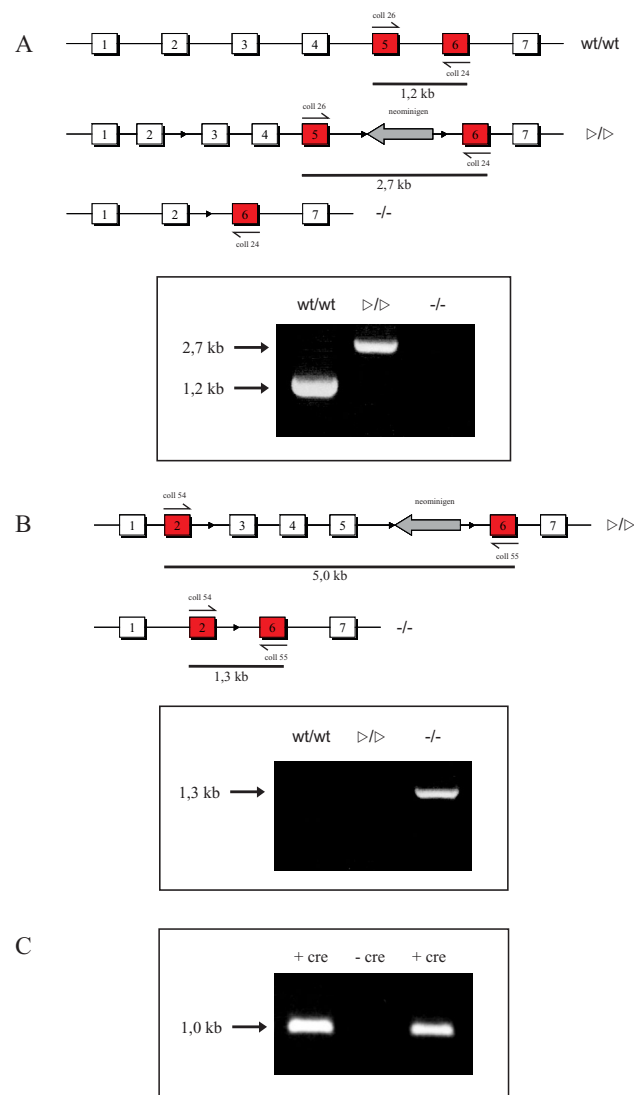 A
coll 26
1 2 3 4 5 6 7 wt/wt
coll 24
1,2 kb
coll 26 neominigen
1 2 3 4 5 6 7 ▷/▷
coll 24
2,7 kb
1 2 6 7 -/-
coll 24
wt/wt ▷/▷ -/-
2,7 kb
1,2 kb
B
coll 54 neominigen
1 2 3 4 5 6 7 ▷/▷
coll 55
5,0 kb
coll 54
1 2 6 7 -/-
coll 55
1,3 kb
wt/wt ▷/▷ -/-
1,3 kb
C
+ cre - cre + cre
1,0 kb